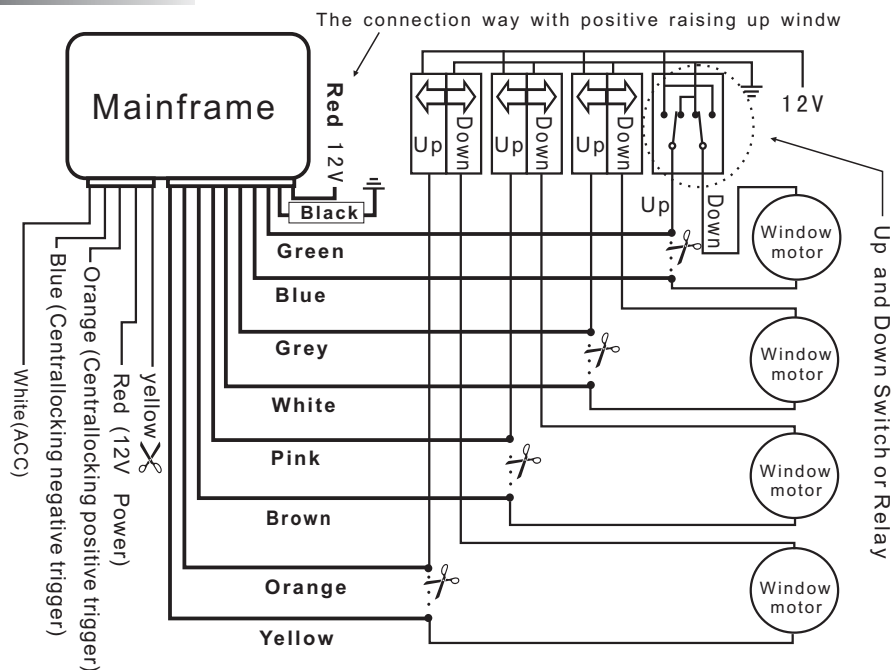 The connection way with positive raising up windw
Mainframe
Red 12V
12V
Up
Down
Up
Down
Up
Down
Up
Down
Black
Green
Blue
Grey
White
Pink
Brown
Orange
Yellow
Window
motor
Window
motor
Window
motor
Window
motor
Up and Down Switch or Relay
White(ACC)
Blue (Centrallocking negative trigger)
Orange (Centrallocking positive trigger)
Red (12V Power)
yellow